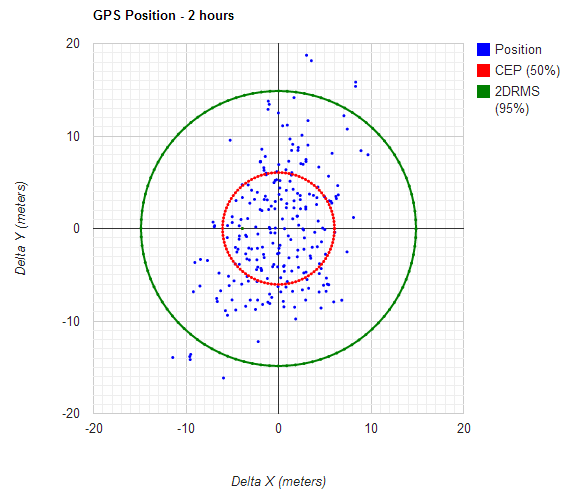 GPS Position - 2 hours
20
10
0
-10
-20
-20
-10
0
10
20
Delta Y (meters)
Delta X (meters)
Position
CEP (50%)
2DRMS
(95%)